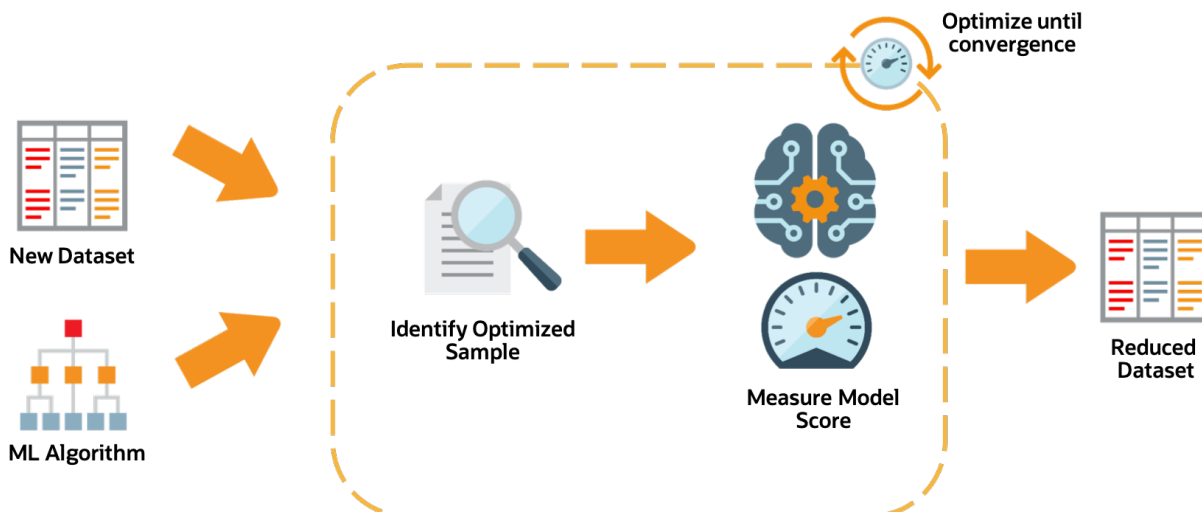 Optimize until
convergence
New Dataset
ML Algorithm
Identify Optimized
Sample
Measure Model
Score
Reduced
Dataset